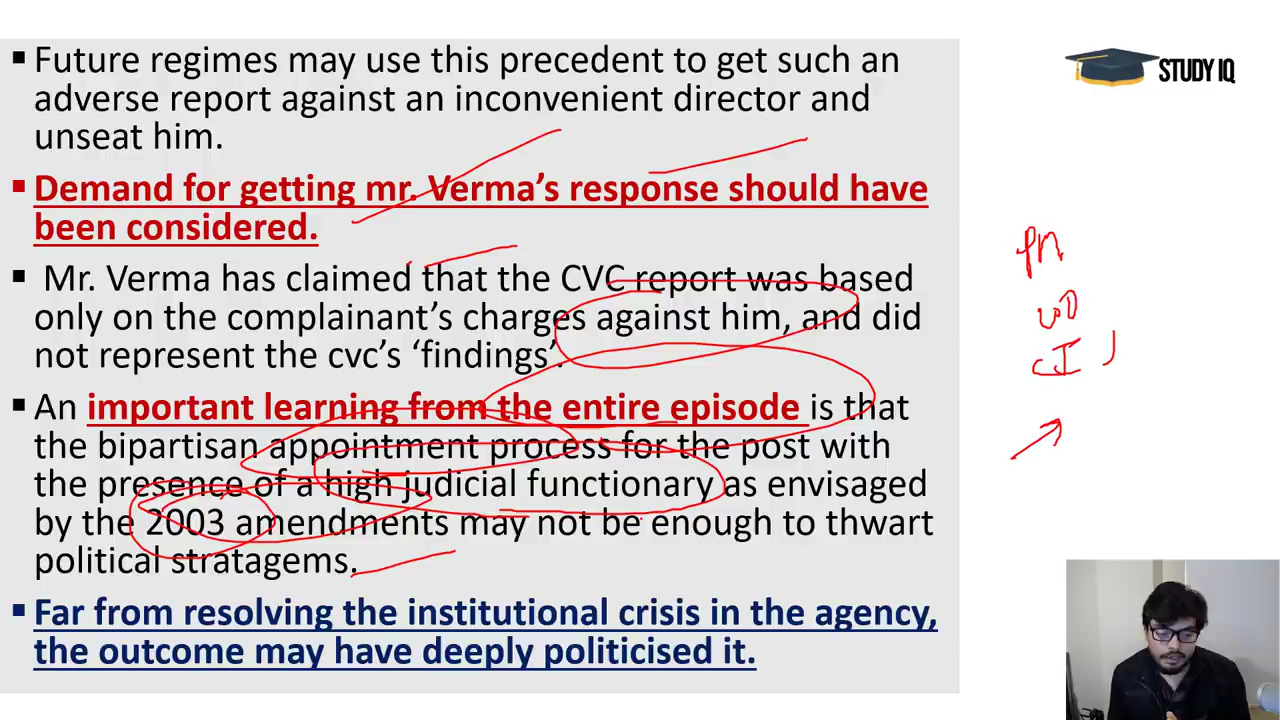 ▪ Future regimes may use this precedent to get such an
adverse report against an inconvenient director and
unseat him.
▪ Demand for getting mr. Verma's response should have
been considered.
▪ Mr. Verma has claimed that the CVC report was based
only on the complainant's charges against him, and did
not represent the cvc's 'findings'.
▪ An important learning from the entire episode is that
the bipartisan appointment process for the post with
the presence of a high judicial functionary as envisaged
by the 2003 amendments may not be enough to thwart
political stratagems.
▪ Far from resolving the institutional crisis in the agency,
the outcome may have deeply politicised it.
STUDY IQ
PM